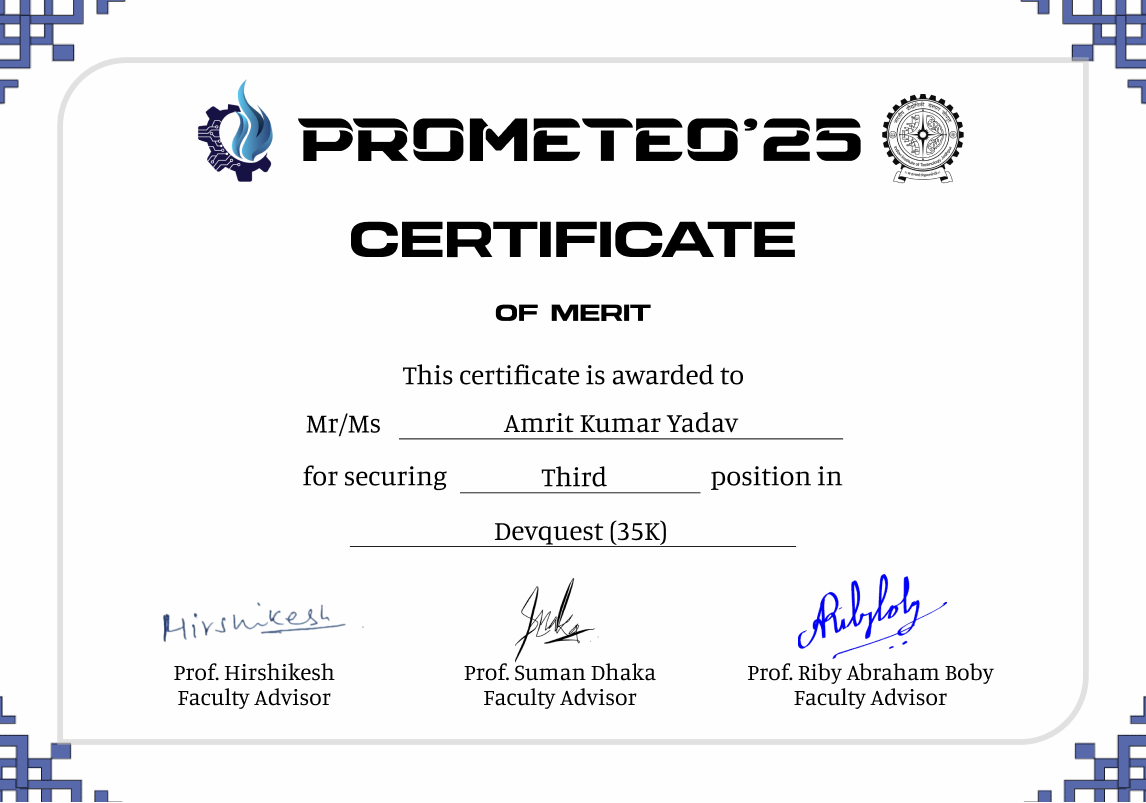 PROMETEO'25
CERTIFICATE
OF MERIT
This certificate is awarded to
Mr/Ms Amrit Kumar Yadav
for securing Third position in
Devquest (35K)
Hirshikesh
Prof. Hirshikesh
Faculty Advisor
Prof. Suman Dhaka
Faculty Advisor
Prof. Riby Abraham Boby
Faculty Advisor